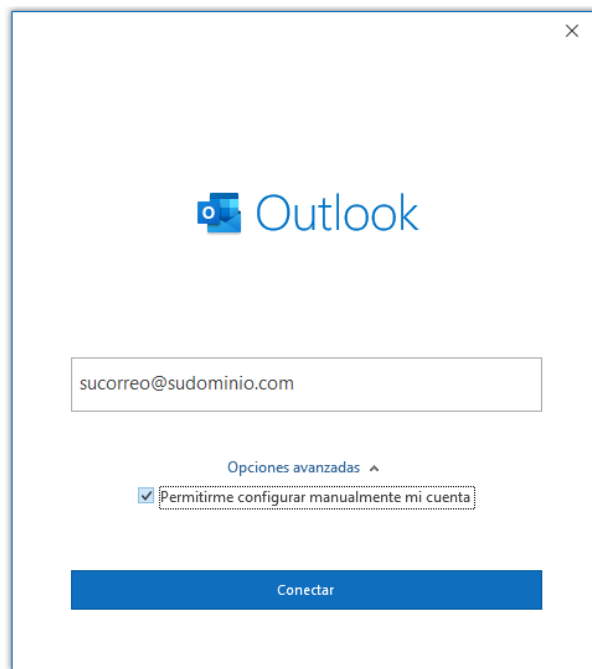 Outlook
sucorreo@sudominio.com
Opciones avanzadas
Permitirme configurar manualmente mi cuenta
Conectar